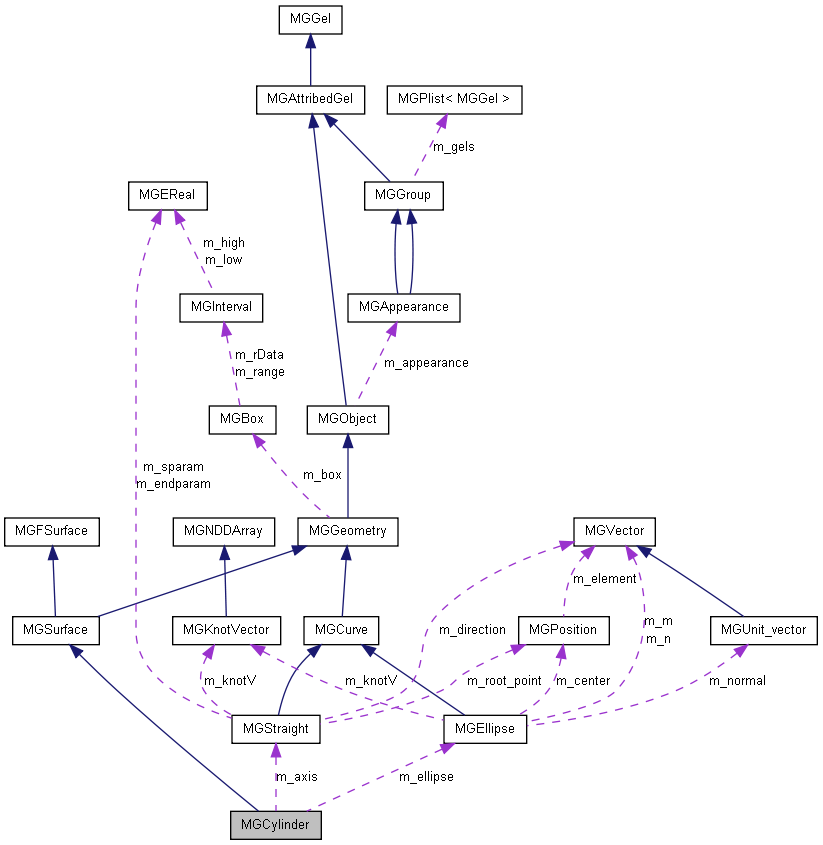 MGGel
MGAttribedGel
MGPlist< MGGel >
m_gels
MGEReal
MGGroup
m_high
m_low
MGInterval
MGAppearance
m_rData
m_range
m_appearance
MGBox
MGObject
m_sparam
m_endparam
m_box
MGFSurface
MGNDDArray
MGGeometry
MGVector
m_element
MGSurface
MGKnotVector
MGCurve
m_direction
MGPosition
m_m
m_n
MGUnit_vector
m_knotV
m_knotV
m_root_point
m_center
m_normal
MGStraight
MGEllipse
m_axis
m_ellipse
MGCylinder